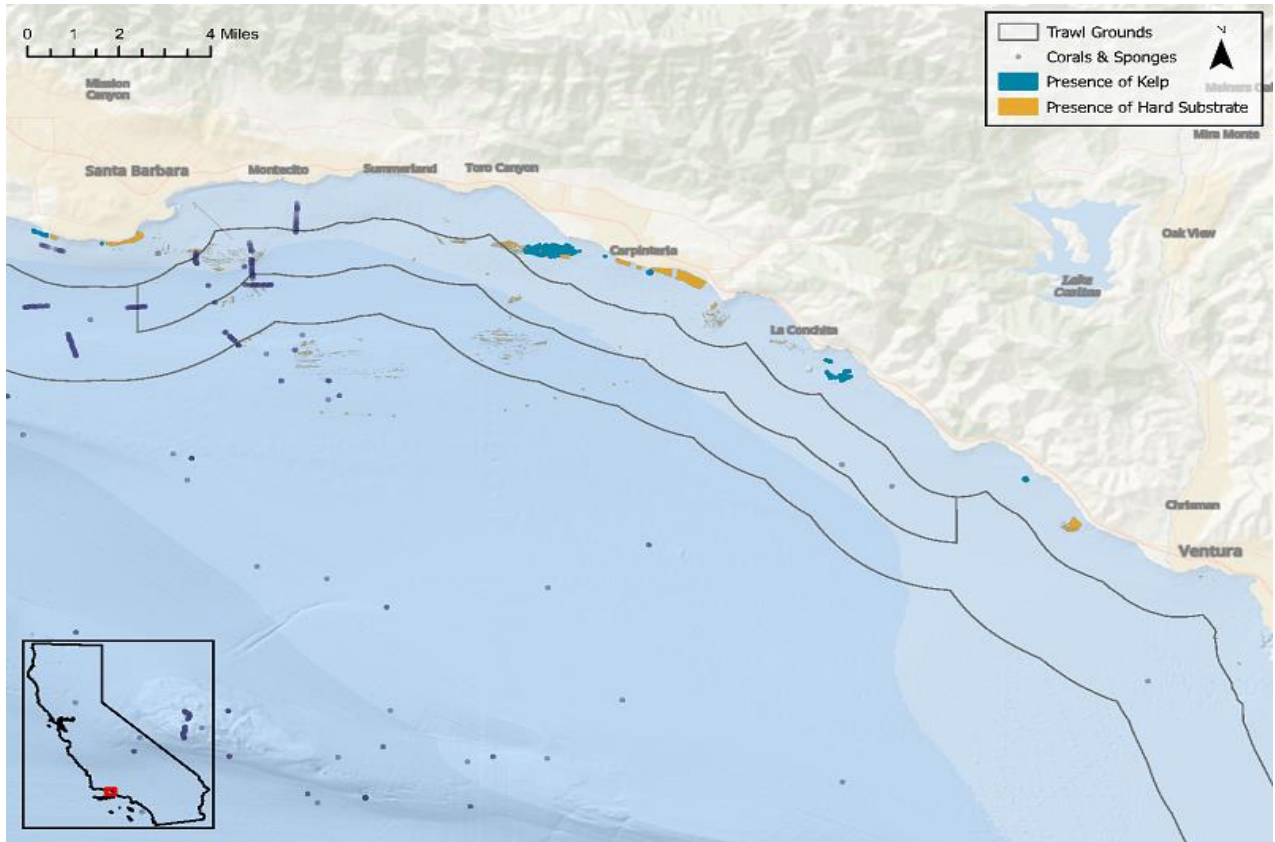 0 1 2 4 Miles
Trawl Grounds
Corals & Sponges
Presence of Kelp
Presence of Hard Substrate
N
Mission
Canyon
Mira Monte
Santa Barbara
Montecito
Summerland
Toro Canyon
Oak View
Carpinteria
Lake
Casitas
La Conchita
Chrisman
Ventura